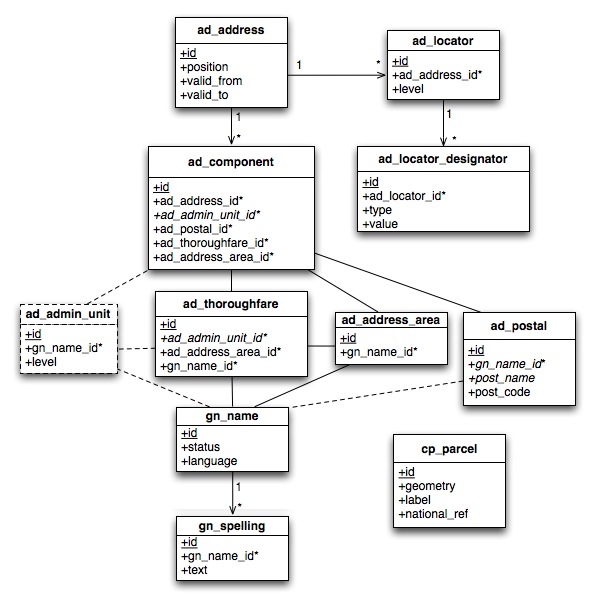 ad_address
+id
+position
+valid_from
+valid_to
1
*
ad_locator
+id
+ad_address_id*
+level
1
*
1
*
ad_component
+id
+ad_address_id*
+ad_admin_unit_id*
+ad_postal_id*
+ad_thoroughfare_id*
+ad_address_area_id*
ad_locator_designator
+id
+ad_locator_id*
+type
+value
ad_admin_unit
+id
+gn_name_id*
+level
ad_thoroughfare
+id
+ad_admin_unit_id*
+ad_address_area_id*
+gn_name_id*
ad_address_area
+id
+gn_name_id*
ad_postal
+id
+gn_name_id*
+post_name
+post_code
gn_name
+id
+status
+language
1
*
cp_parcel
+id
+geometry
+label
+national_ref
gn_spelling
+id
+gn_name_id*
+text